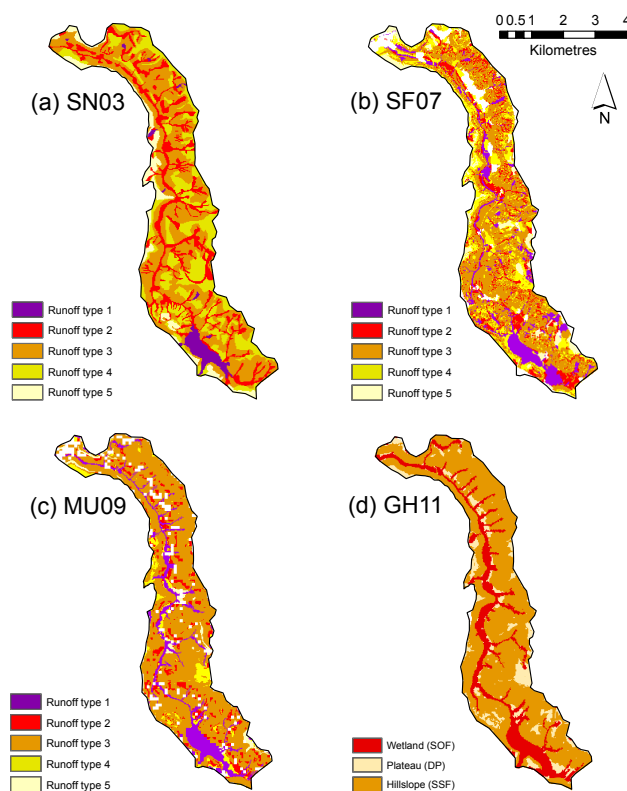 (a) SN03
(b) SF07
0 0.5 1 2 3 4
Kilometres
N
Runoff type 1
Runoff type 2
Runoff type 3
Runoff type 4
Runoff type 5
Runoff type 1
Runoff type 2
Runoff type 3
Runoff type 4
Runoff type 5
(c) MU09
(d) GH11
Runoff type 1
Runoff type 2
Runoff type 3
Runoff type 4
Runoff type 5
Wetland (SOF)
Plateau (DP)
Hillslope (SSF)